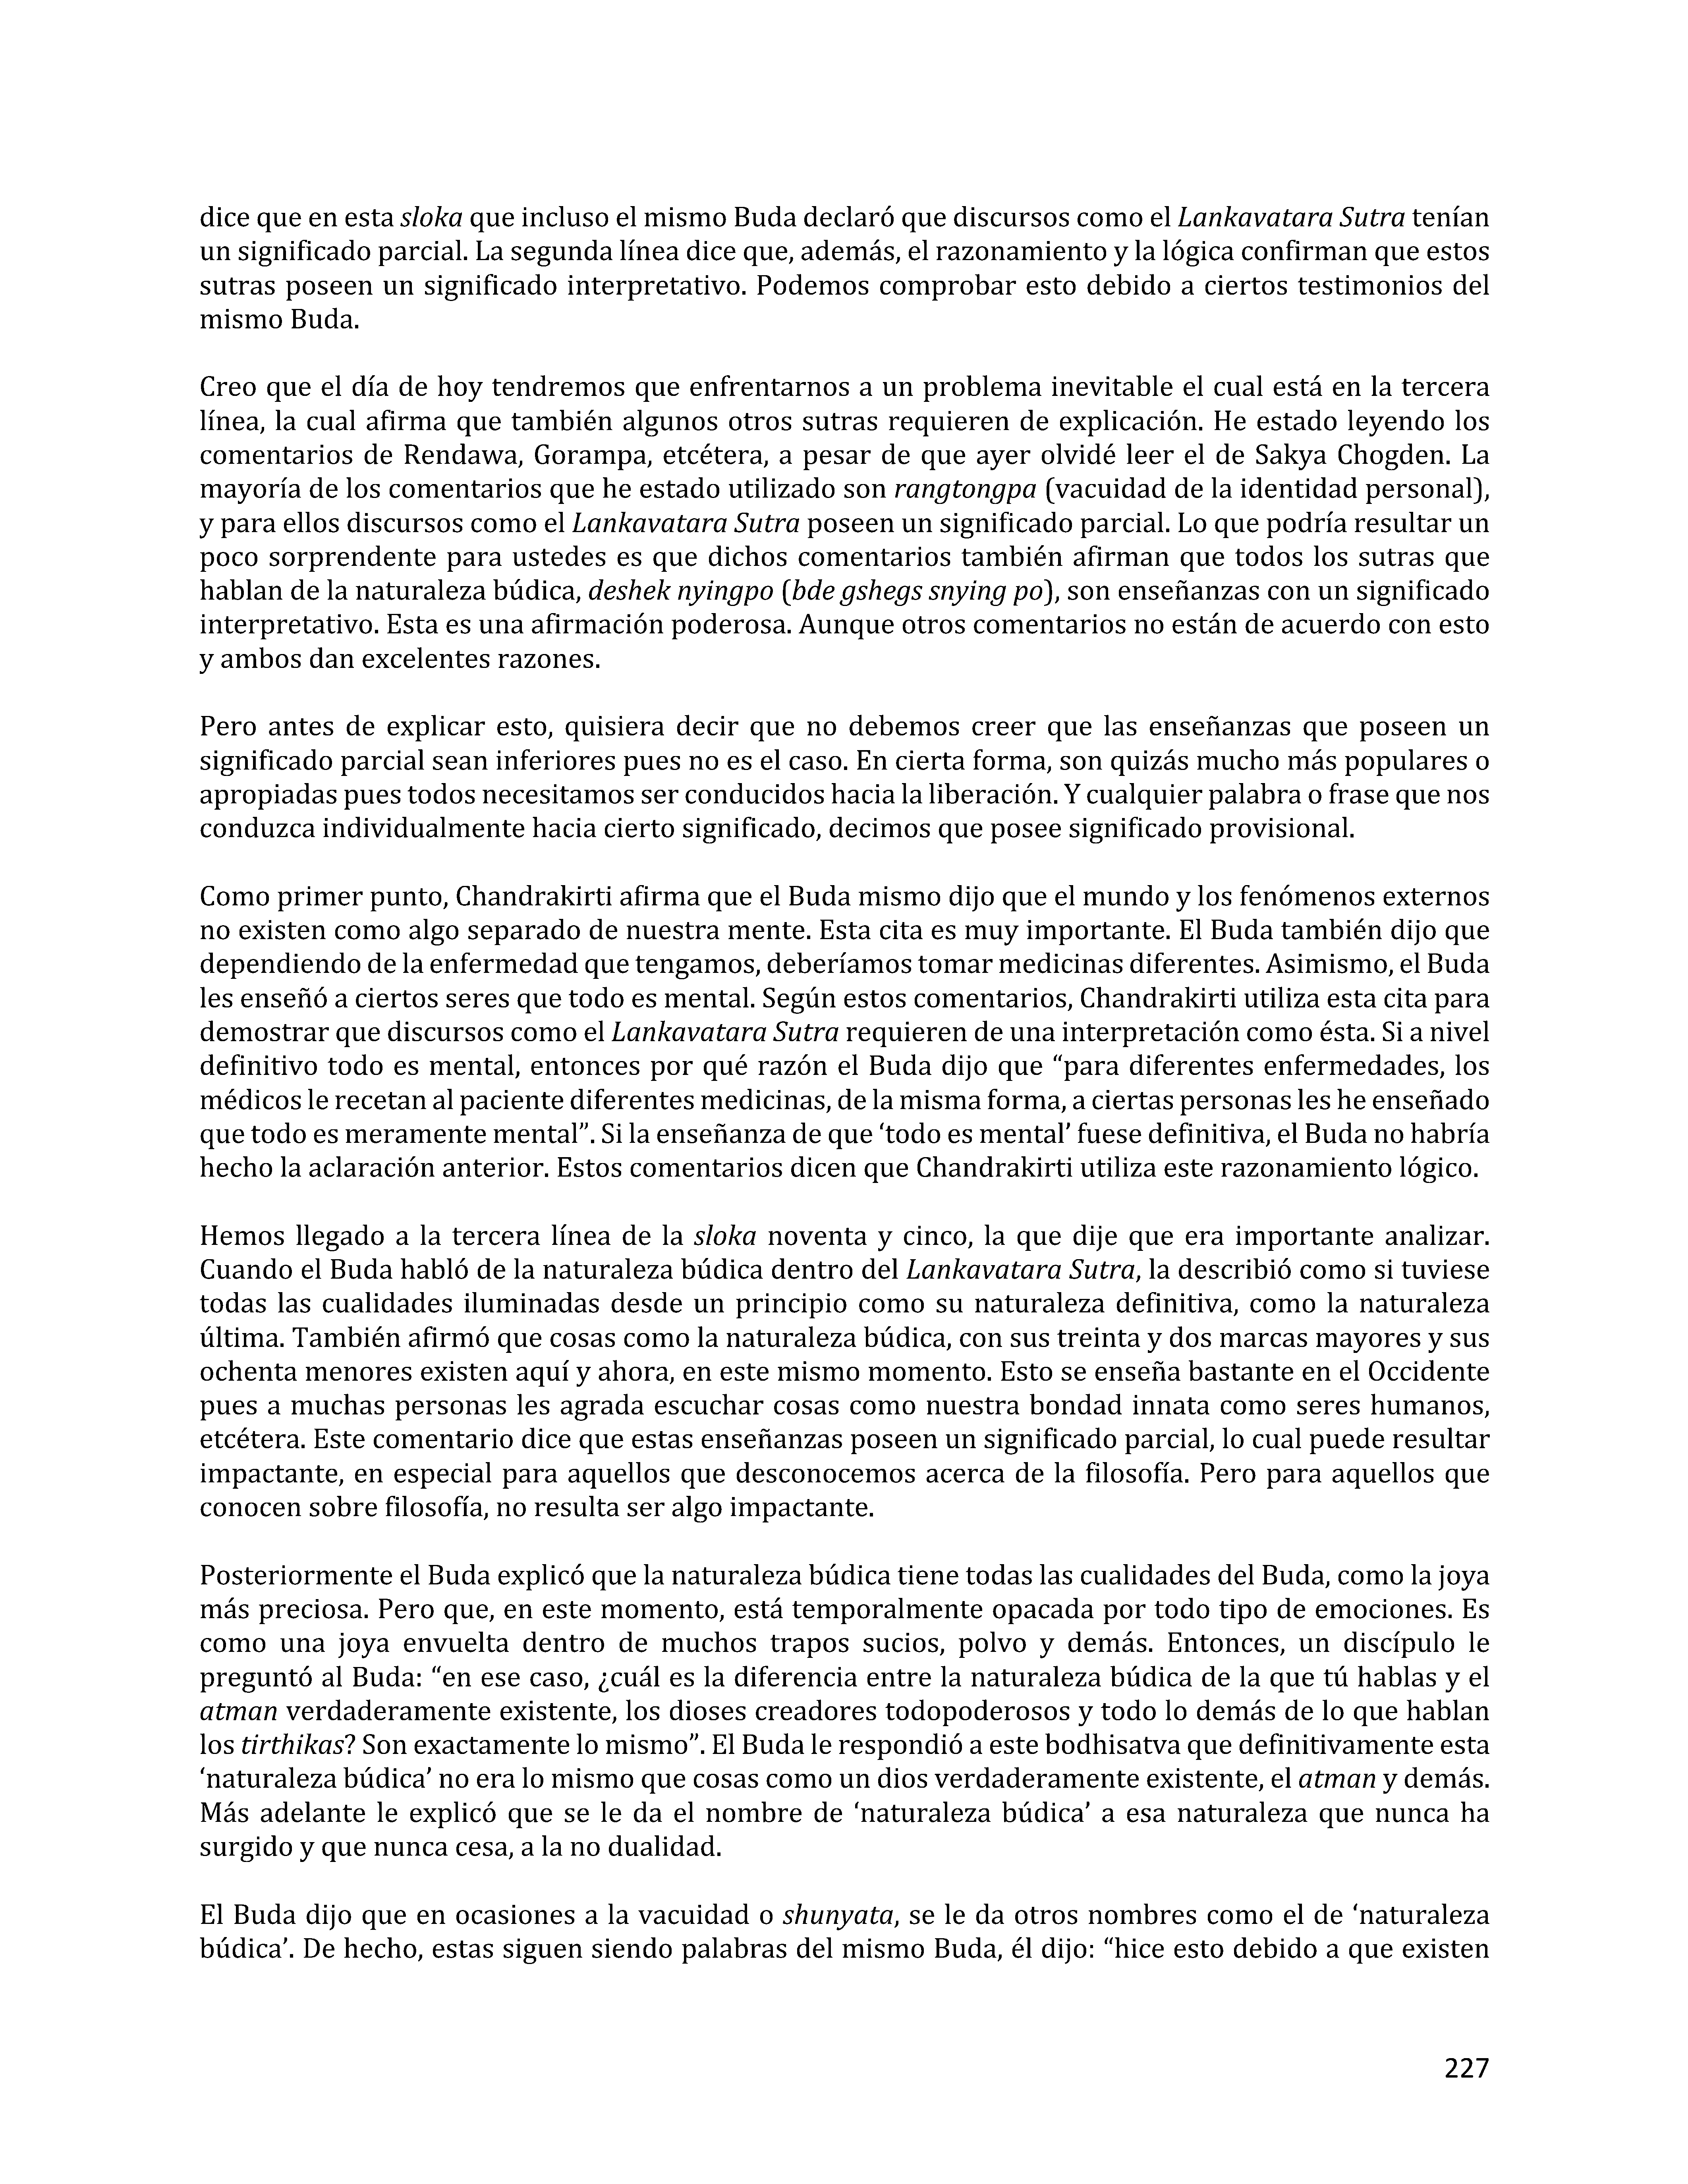 dice que en esta sloka que incluso el mismo Buda declaró que discursos como el Lankavatara Sutra tenían
un significado parcial. La segunda línea dice que, además, el razonamiento y la lógica confirman que estos
sutras poseen un significado interpretativo. Podemos comprobar esto debido a ciertos testimonios del
mismo Buda.
Creo que el día de hoy tendremos que enfrentarnos a un problema inevitable el cual está en la tercera
línea, la cual afirma que también algunos otros sutras requieren de explicación. He estado leyendo los
comentarios de Rendawa, Gorampa, etcétera, a pesar de que ayer olvidé leer el de Sakya Chogden. La
mayoría de los comentarios que he estado utilizado son rangtongpa (vacuidad de la identidad personal),
y para ellos discursos como el Lankavatara Sutra poseen un significado parcial. Lo que podría resultar un
poco sorprendente para ustedes es que dichos comentarios también afirman que todos los sutras que
hablan de la naturaleza búdica, deshek nyingpo (bde gshegs snying po), son enseñanzas con un significado
interpretativo. Esta es una afirmación poderosa. Aunque otros comentarios no están de acuerdo con esto
y ambos dan excelentes razones.
Pero antes de explicar esto, quisiera decir que no debemos creer que las enseñanzas que poseen un
significado parcial sean inferiores pues no es el caso. En cierta forma, son quizás mucho más populares o
apropiadas pues todos necesitamos ser conducidos hacia la liberación. Y cualquier palabra o frase que nos
conduzca individualmente hacia cierto significado, decimos que posee significado provisional.
Como primer punto, Chandrakirti afirma que el Buda mismo dijo que el mundo y los fenómenos externos
no existen como algo separado de nuestra mente. Esta cita es muy importante. El Buda también dijo que
dependiendo de la enfermedad que tengamos, deberíamos tomar medicinas diferentes. Asimismo, el Buda
les enseñó a ciertos seres que todo es mental. Según estos comentarios, Chandrakirti utiliza esta cita para
demostrar que discursos como el Lankavatara Sutra requieren de una interpretación como ésta. Si a nivel
definitivo todo es mental, entonces por qué razón el Buda dijo que “para diferentes enfermedades, los
médicos le recetan al paciente diferentes medicinas, de la misma forma, a ciertas personas les he enseñado
que todo es meramente mental”. Si la enseñanza de que ‘todo es mental’ fuese definitiva, el Buda no habría
hecho la aclaración anterior. Estos comentarios dicen que Chandrakirti utiliza este razonamiento lógico.
Hemos llegado a la tercera línea de la sloka noventa y cinco, la que dije que era importante analizar.
Cuando el Buda habló de la naturaleza búdica dentro del Lankavatara Sutra, la describió como si tuviese
todas las cualidades iluminadas desde un principio como su naturaleza definitiva, como la naturaleza
última. También afirmó que cosas como la naturaleza búdica, con sus treinta y dos marcas mayores y sus
ochenta menores existen aquí y ahora, en este mismo momento. Esto se enseña bastante en el Occidente
pues a muchas personas les agrada escuchar cosas como nuestra bondad innata como seres humanos,
etcétera. Este comentario dice que estas enseñanzas poseen un significado parcial, lo cual puede resultar
impactante, en especial para aquellos que desconocemos acerca de la filosofía. Pero para aquellos que
conocen sobre filosofía, no resulta ser algo impactante.
Posteriormente el Buda explicó que la naturaleza búdica tiene todas las cualidades del Buda, como la joya
más preciosa. Pero que, en este momento, está temporalmente opacada por todo tipo de emociones. Es
como una joya envuelta dentro de muchos trapos sucios, polvo y demás. Entonces, un discípulo le
preguntó al Buda: “en ese caso, ¿cuál es la diferencia entre la naturaleza búdica de la que tú hablas y el
atman verdaderamente existente, los dioses creadores todopoderosos y todo lo demás de lo que hablan
los tirthikas? Son exactamente lo mismo”. El Buda le respondió a este bodhisatva que definitivamente esta
‘naturaleza búdica’ no era lo mismo que cosas como un dios verdaderamente existente, el atman y demás.
Más adelante le explicó que se le da el nombre de ‘naturaleza búdica’ a esa naturaleza que nunca ha
surgido y que nunca cesa, a la no dualidad.
El Buda dijo que en ocasiones a la vacuidad o shunyata, se le da otros nombres como el de ‘naturaleza
búdica’. De hecho, estas siguen siendo palabras del mismo Buda, él dijo: “hice esto debido a que existen
227